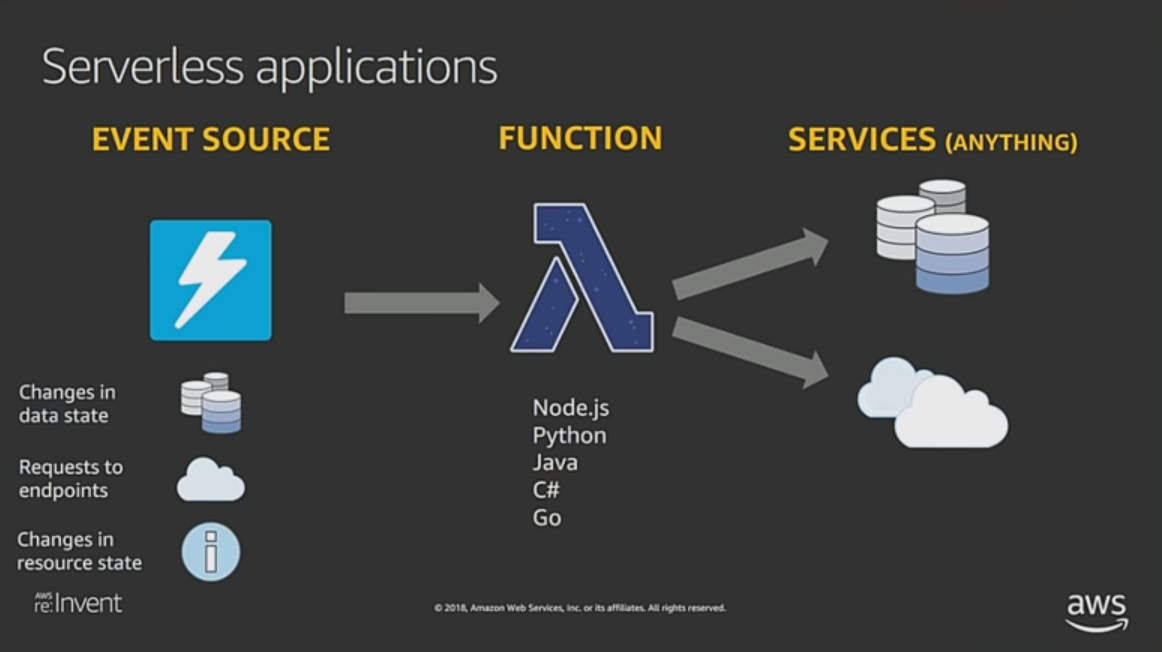 Serverless applications
EVENT SOURCE
FUNCTION
SERVICES (ANYTHING)
Changes in
data state
Requests to
endpoints
Changes in
resource state
Node.js
Python
Java
C#
Go
AWS
re:Invent
© 2018, Amazon Web Services, Inc. or its affiliates. All rights reserved.
aws